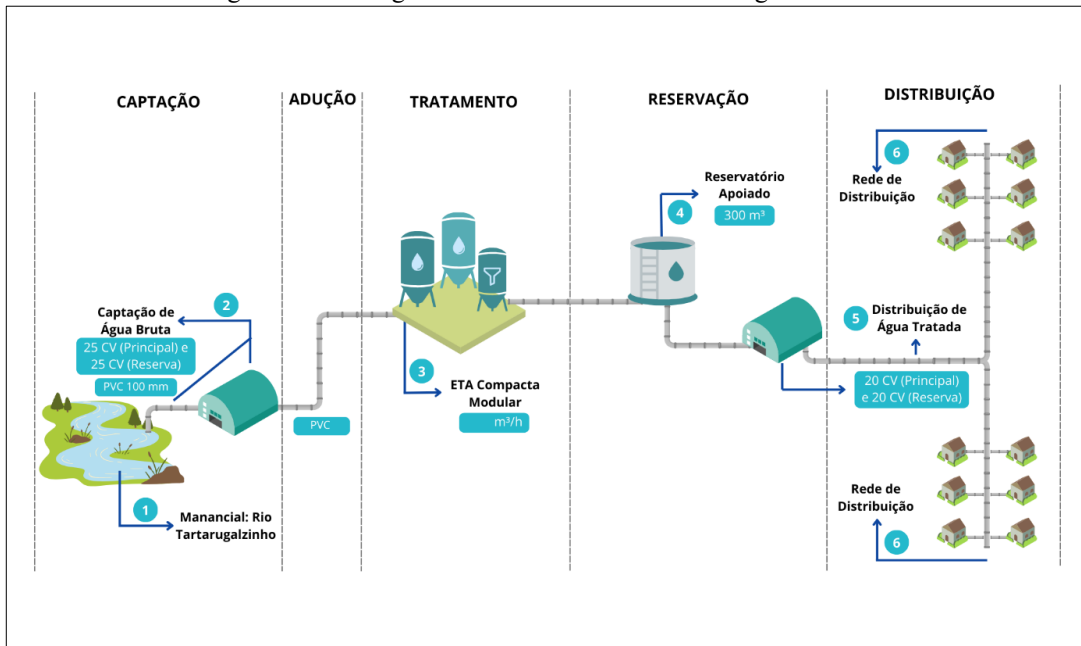 CAPTAÇÃO
ADUÇÃO
TRATAMENTO
RESERVAÇÃO
DISTRIBUIÇÃO
6
Rede de
Distribuição
Reservatório
Apoiado
4
300 m³
2
Captação de
Água Bruta
25 CV (Principal) e
25 CV (Reserva)
PVC 100 mm
5
Distribuição de
Água Tratada
3
ETA Compacta
Modular
m³/h
PVC
20 CV (Principal)
e 20 CV (Reserva)
1
Manancial: Rio
Tartarugalzinho
Rede de
Distribuição
6